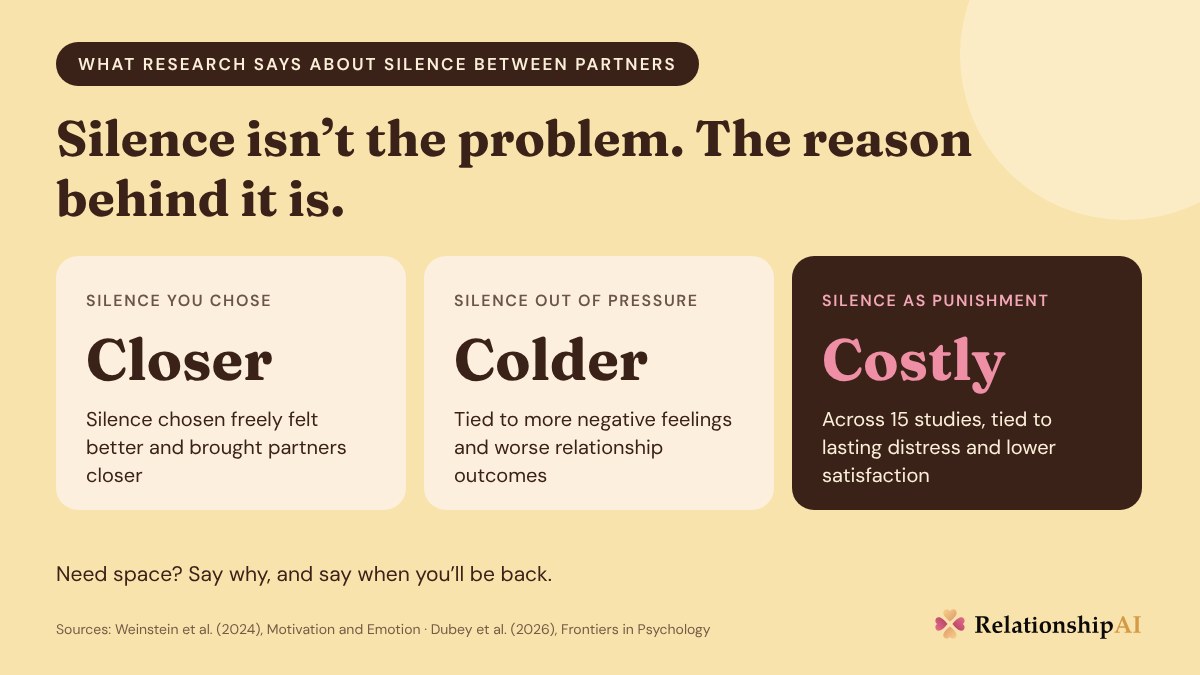 WHAT RESEARCH SAYS ABOUT SILENCE BETWEEN PARTNERS
Silence isn’t the problem. The reason
behind it is.
SILENCE YOU CHOSE
Closer
Silence chosen freely felt
better and brought partners
closer
SILENCE OUT OF PRESSURE
Colder
Tied to more negative feelings
and worse relationship
outcomes
SILENCE AS PUNISHMENT
Costly
Across 15 studies, tied to
lasting distress and lower
satisfaction
Need space? Say why, and say when you’ll be back.
Sources: Weinstein et al. (2024), Motivation and Emotion · Dubey et al. (2026), Frontiers in Psychology
RelationshipAI